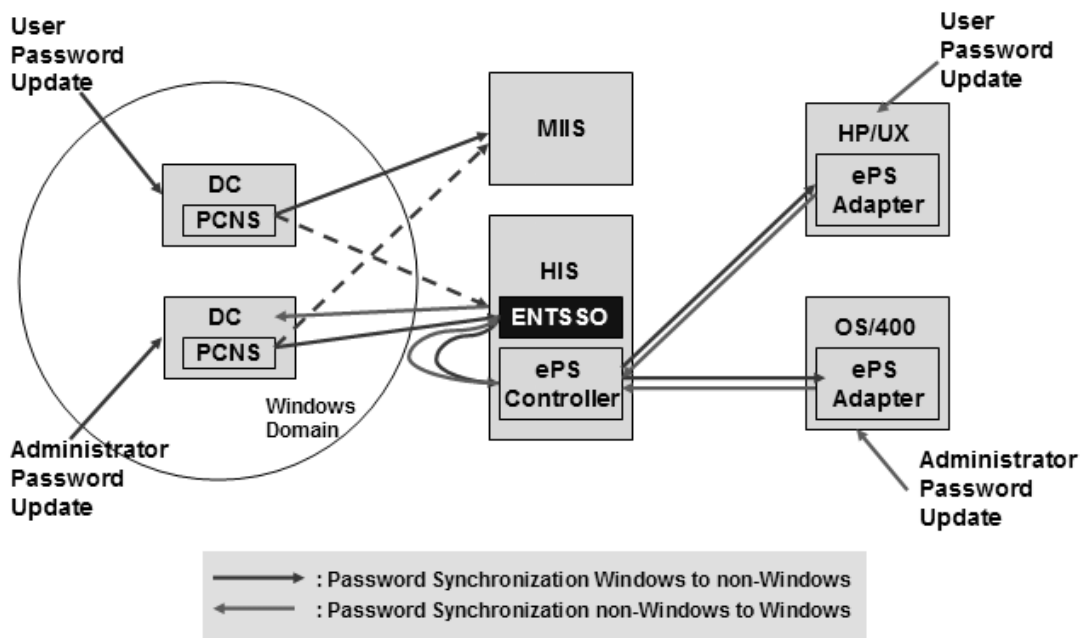 User
Password
Update
DC
PCNS
DC
PCNS
Windows
Domain
Administrator
Password
Update
MIIS
HIS
ENTSSO
ePS
Controller
User
Password
Update
HP/UX
ePS
Adapter
OS/400
ePS
Adapter
Administrator
Password
Update
: Password Synchronization Windows to non-Windows
: Password Synchronization non-Windows to Windows